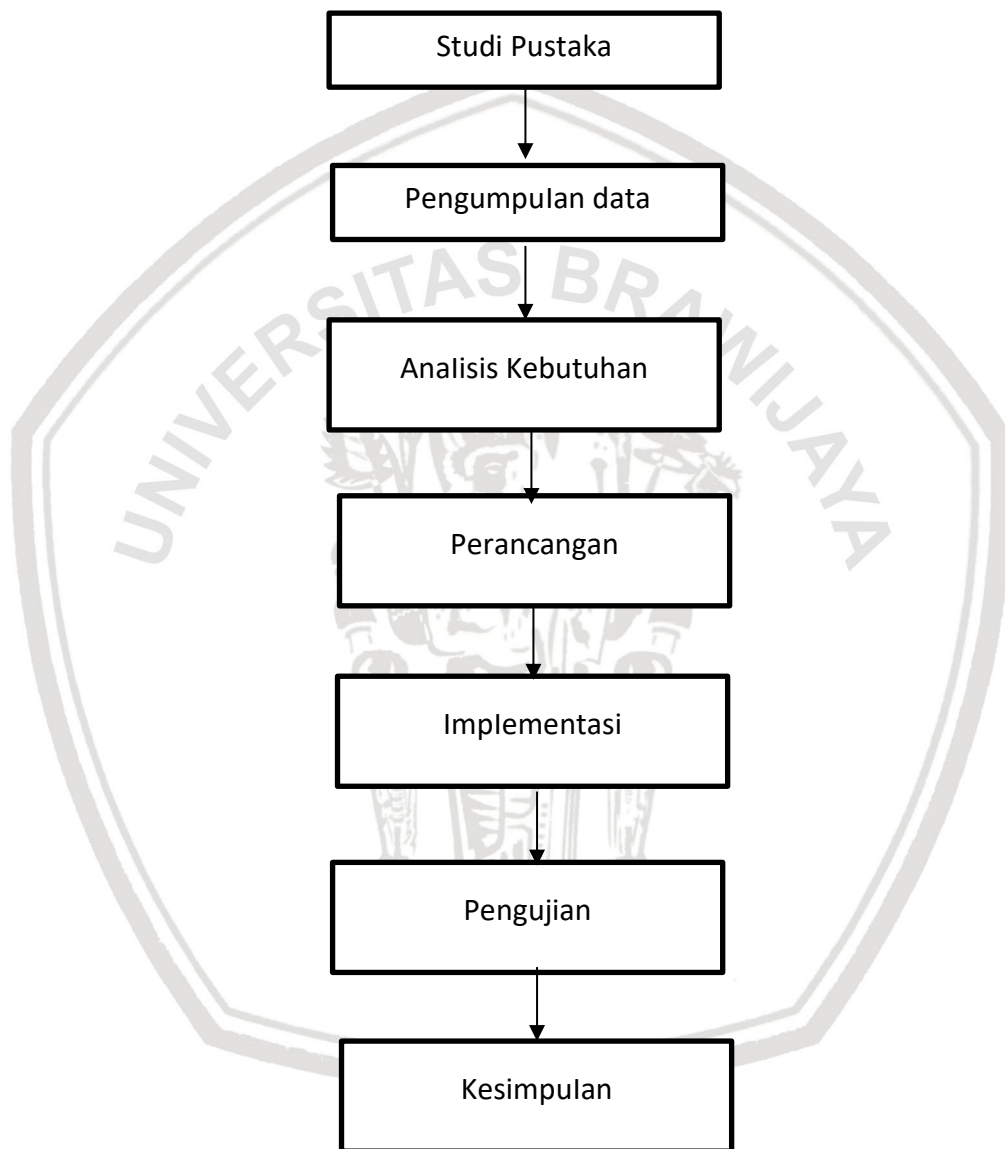 Studi Pustaka
Pengumpulan data
UNIVERSITAS BRAWIJAYA
Analisis Kebutuhan
Perancangan
Implementasi
Pengujian
Kesimpulan